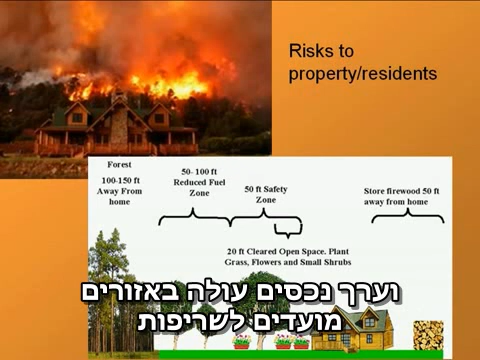 Risks to
property/residents
Forest
100-150 ft
Away From
home
50- 100 ft
Reduced Fuel
Zone
50 ft Safety
Zone
Store firewood 50 ft
away from home
20 ft Cleared Open Space. Plant
Grass, Flowers and Small Shrubs
וערך נכסים עולה באזורים
מועדים לשריפות